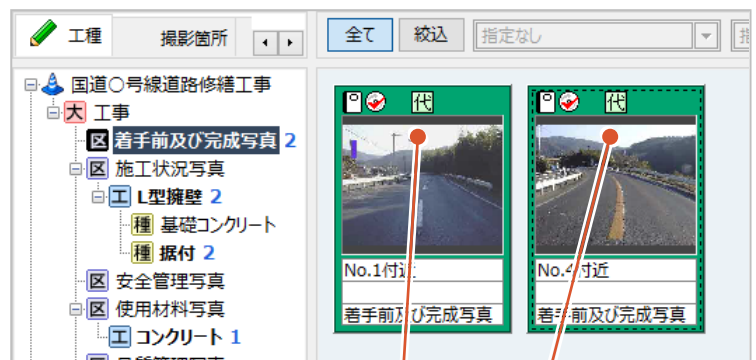 工種
撮影箇所
全て
絞込
指定なし
国道○号線道路修繕工事
大 工事
区 着手前及び完成写真 2
区 施工状況写真
工 L型擁壁 2
種 基礎コンクリート
種 据付 2
区 安全管理写真
区 使用材料写真
工 コンクリート 1
代
No.1付近
着手前及び完成写真
代
No.4付近
着手前及び完成写真